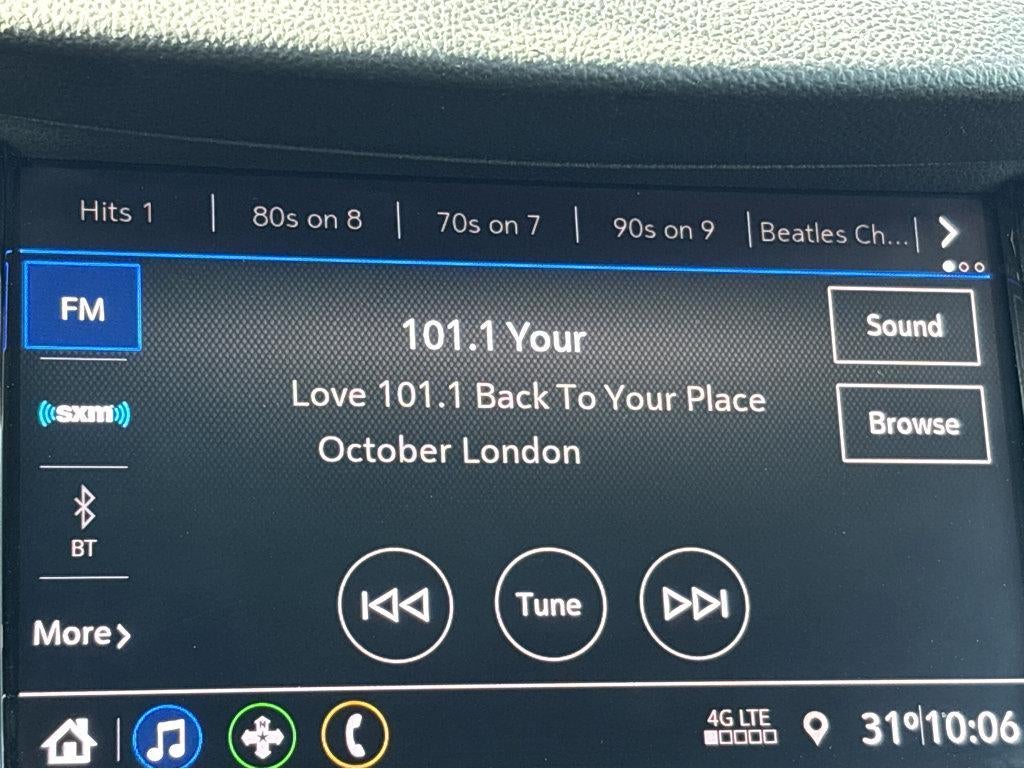 Hits 1 80s on 8 70s on 7 90s on 9 Beatles Ch...
FM
101.1 Your
Sound
Love 101.1 Back To Your Place
sxm
Browse
October London
BT
Tune
More
4G LTE
31° 10:06